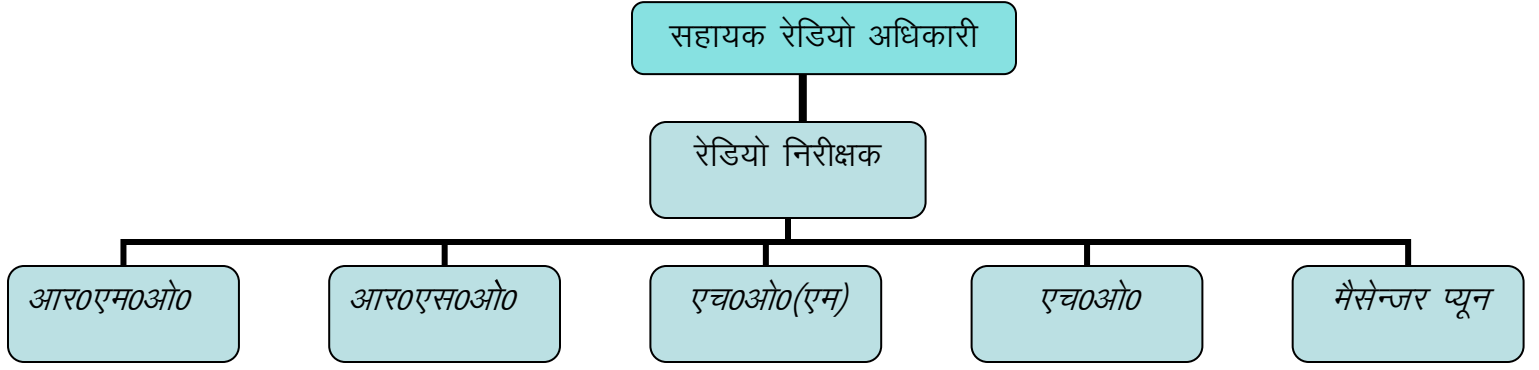 सहायक रेडियो अधिकारी
रेडियो निरीक्षक
आर0एम0ओ0
आर0एस0ओ0
एच0ओ0(एम)
एच0ओ0
मैसेन्जर प्यून